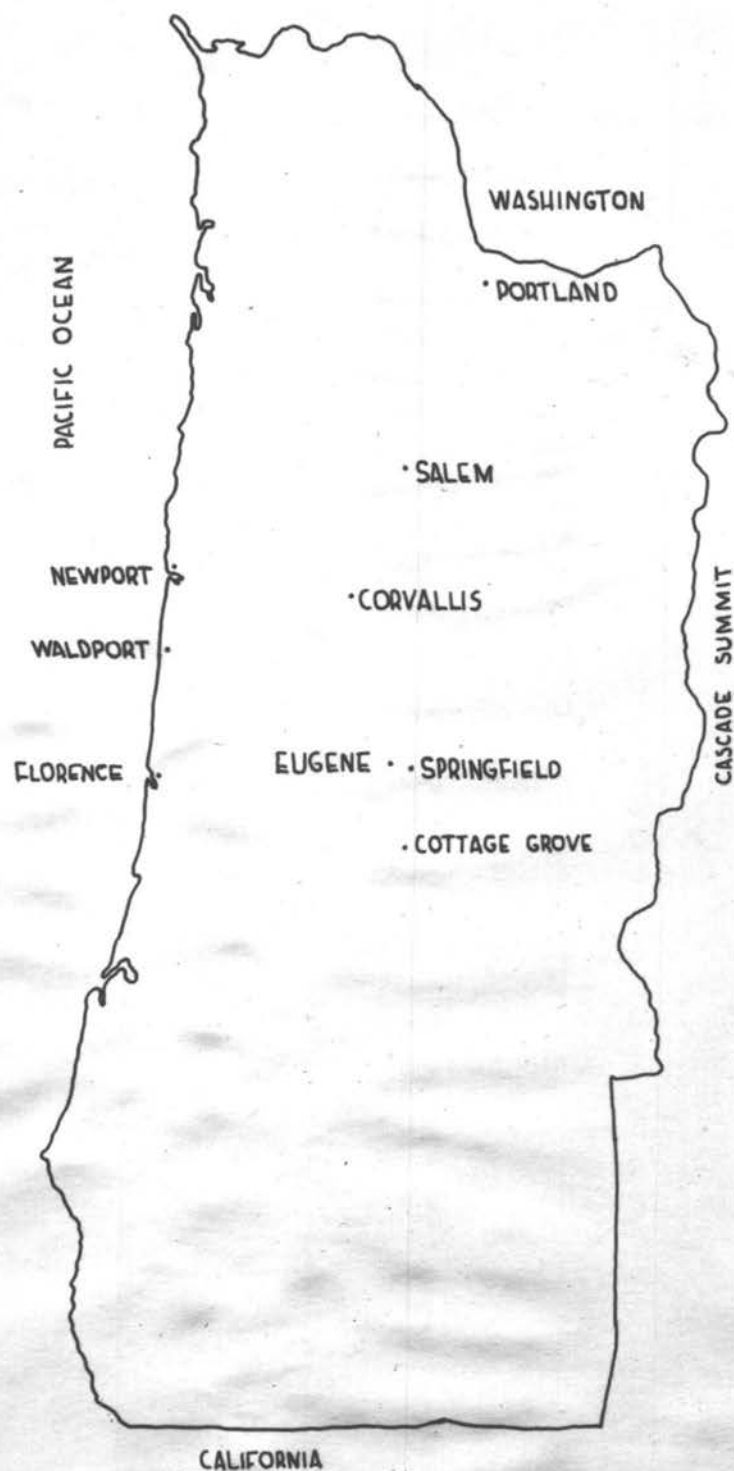 WASHINGTON
PORTLAND
PACIFIC OCEAN
SALEM
NEWPORT
CORVALLIS
WALDPORT
CASCADE SUMMIT
FLORENCE
EUGENE
SPRINGFIELD
COTTAGE GROVE
CALIFORNIA